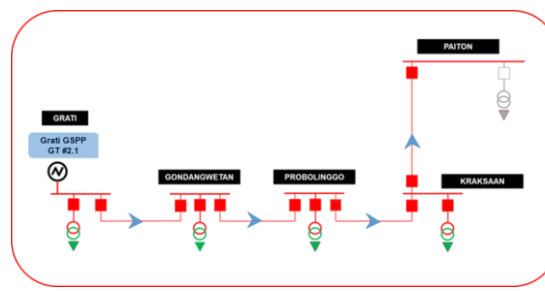 PAITON
GRATI
Grati GSPP
GT #2.1
GONDANGWETAN
PROBOLINGGO
KRAKSAAN